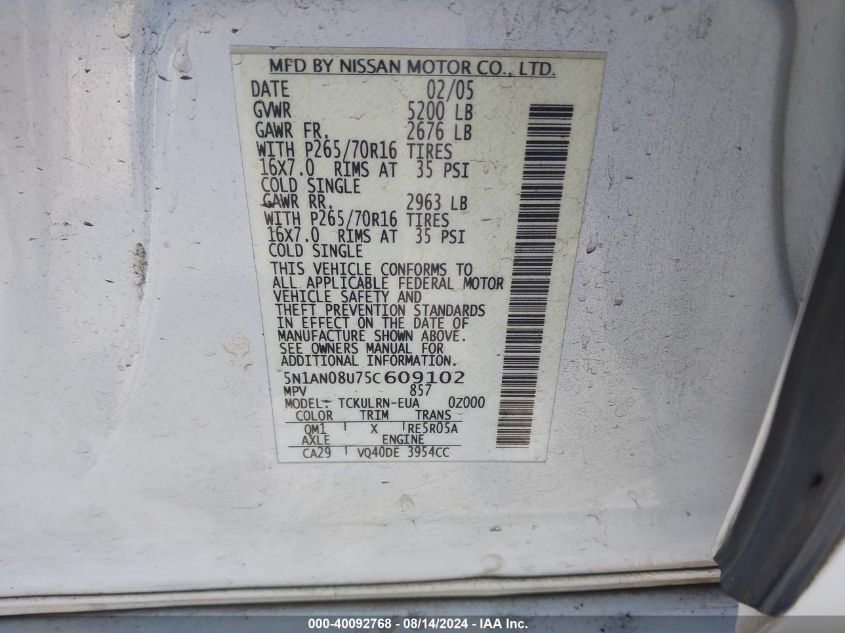 MFD BY NISSAN MOTOR CO., LTD.
DATE 02/05
GVWR 5200 LB
GAWR FR. 2676 LB
WITH P265/70R16 TIRES
16X7.0 RIMS AT 35 PSI
COLD SINGLE
GAWR RR. 2963 LB
WITH P265/70R16 TIRES
16X7.0 RIMS AT 35 PSI
COLD SINGLE
THIS VEHICLE CONFORMS TO
ALL APPLICABLE FEDERAL MOTOR
VEHICLE SAFETY AND
THEFT PREVENTION STANDARDS
IN EFFECT ON THE DATE OF
MANUFACTURE SHOWN ABOVE.
SEE OWNERS MANUAL FOR
ADDITIONAL INFORMATION.
5N1AN08U75C609102
MPV 857
MODEL: TCKULRN-EUA 0Z000
COLOR TRIM TRANS
QM1 X RE5R05A
AXLE ENGINE
CA29 VQ40DE 3954CC
000-40092768 - 08/14/2024 - IAA, Inc.